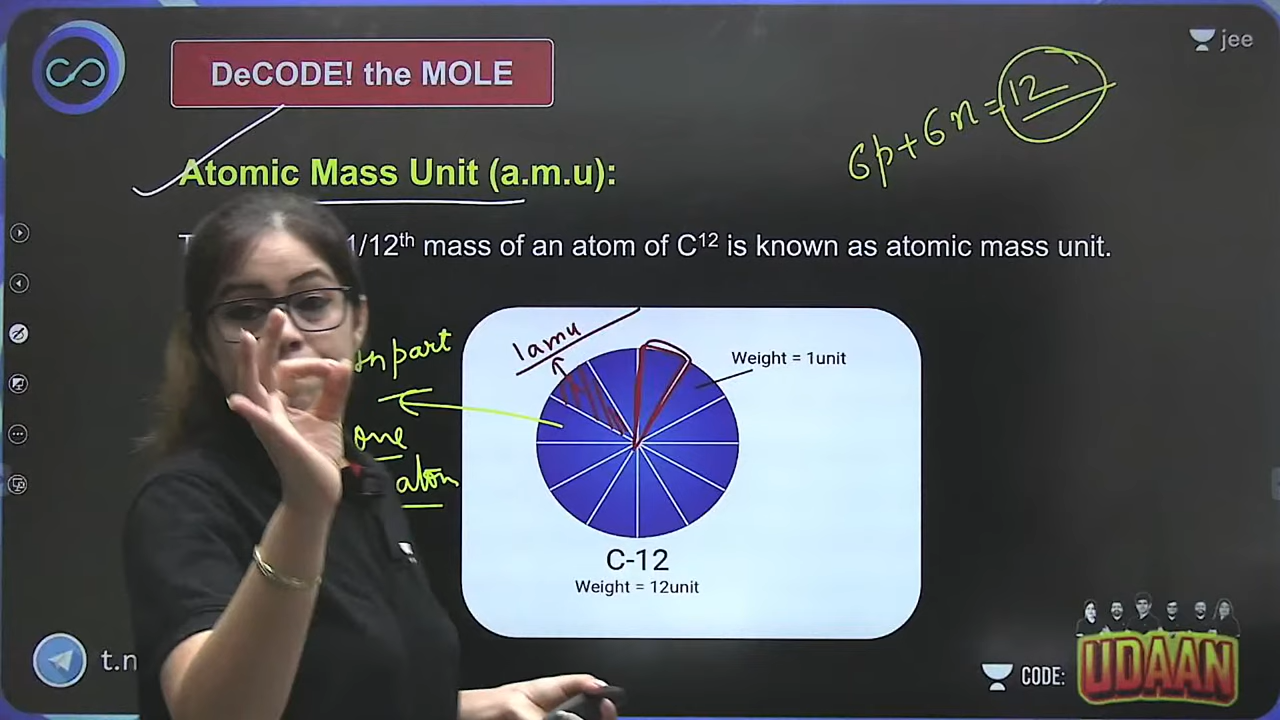 DeCODE! the MOLE
jee
6p+6n=12
Atomic Mass Unit (a.m.u):
1/12th mass of an atom of C12 is known as atomic mass unit.
1amu
part
Weight = 1unit
one
atom
C-12
Weight = 12unit
CODE:
UDAAN